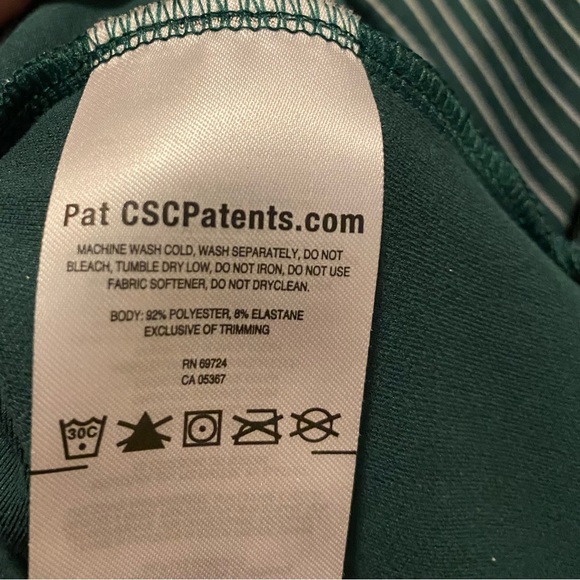 Pat CSCPatents.com
MACHINE WASH COLD, WASH SEPARATELY, DO NOT
BLEACH, TUMBLE DRY LOW, DO NOT IRON, DO NOT USE
FABRIC SOFTENER, DO NOT DRYCLEAN.
BODY: 92% POLYESTER, 8% ELASTANE
EXCLUSIVE OF TRIMMING
RN 69724
CA 05367
30C